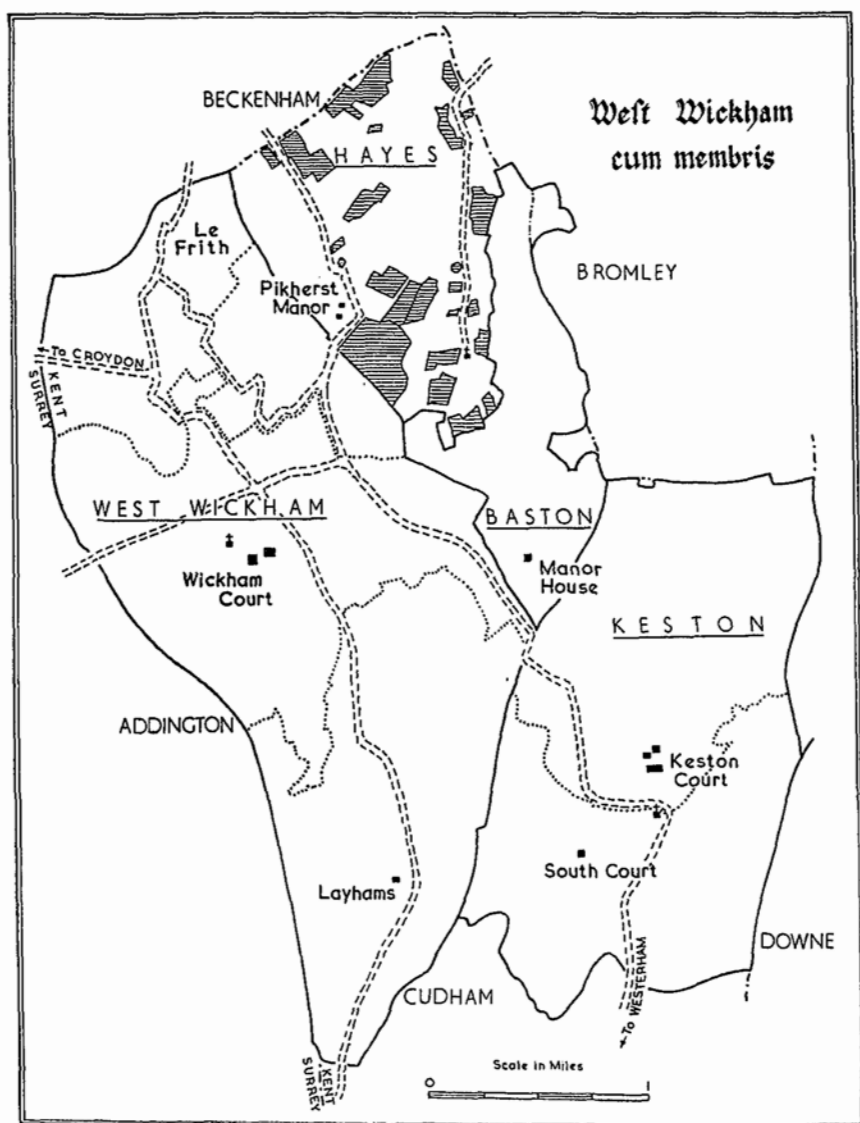 West Wickham
cum membris
BECKENHAM
HAYES
Le
Frith
BROMLEY
Pikherst
Manor
To CROYDON
KENT
SURREY
WEST WICKHAM
BASTON
Wickham
Court
Manor
House
KESTON
ADDINGTON
Keston
Court
South Court
Layhams
DOWNE
CUDHAM
To WESTERHAM
KENT
SURREY
Scale in Miles
0 1